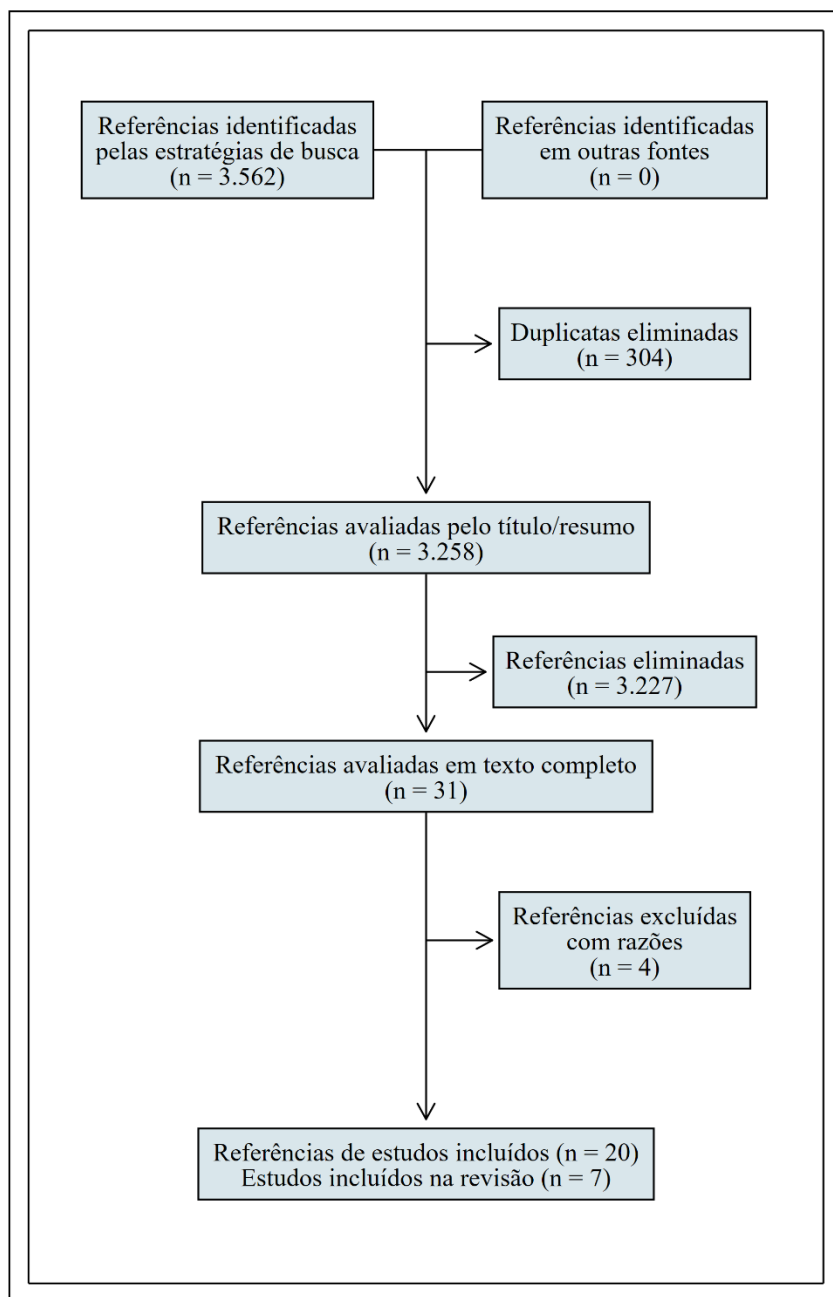 Referências identificadas
pelas estratégias de busca
(n = 3.562)
Referências identificadas
em outras fontes
(n = 0)
Duplicatas eliminadas
(n = 304)
Referências avaliadas pelo título/resumo
(n = 3.258)
Referências eliminadas
(n = 3.227)
Referências avaliadas em texto completo
(n = 31)
Referências excluídas
com razões
(n = 4)
Referências de estudos incluídos (n = 20)
Estudos incluídos na revisão (n = 7)